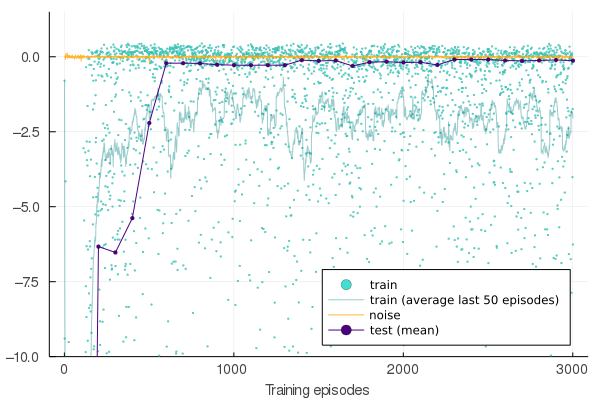 0.0
−2.5
−5.0
−7.5
−10.0
0
1000
2000
3000
Training episodes
train
train (average last 50 episodes)
noise
test (mean)